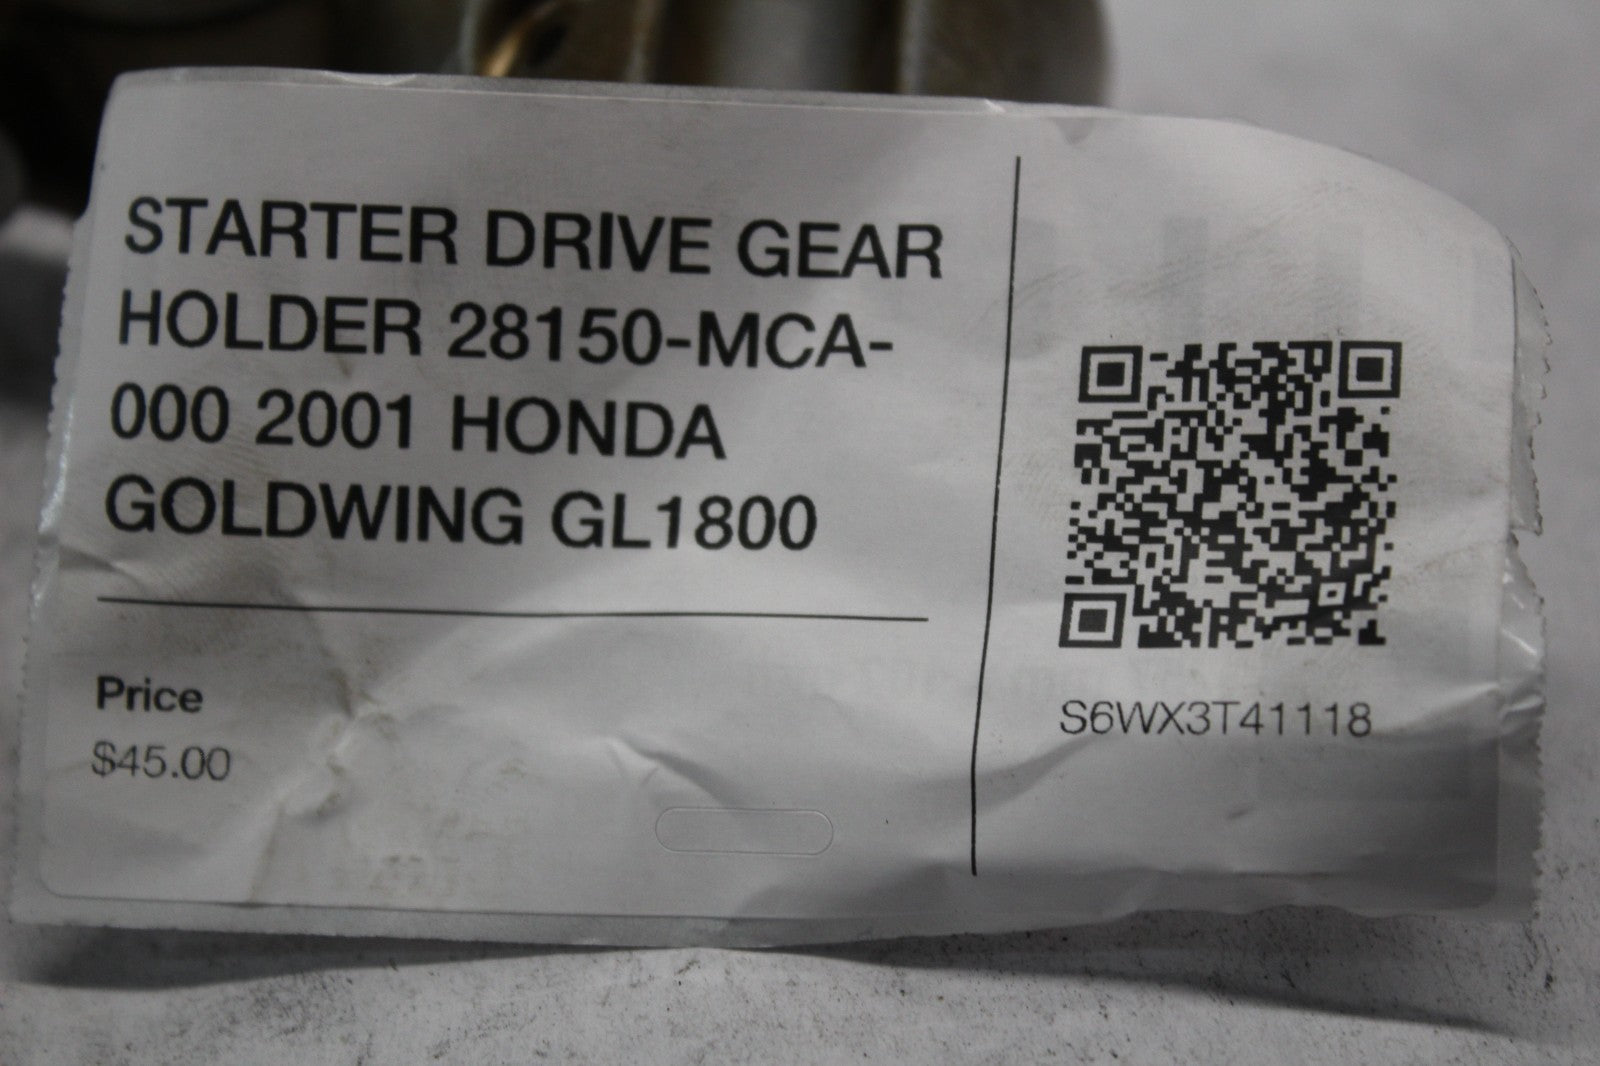 STARTER DRIVE GEAR
HOLDER 28150-MCA-
000 2001 HONDA
GOLDWING GL1800
Price
$45.00
S6WX3T41118